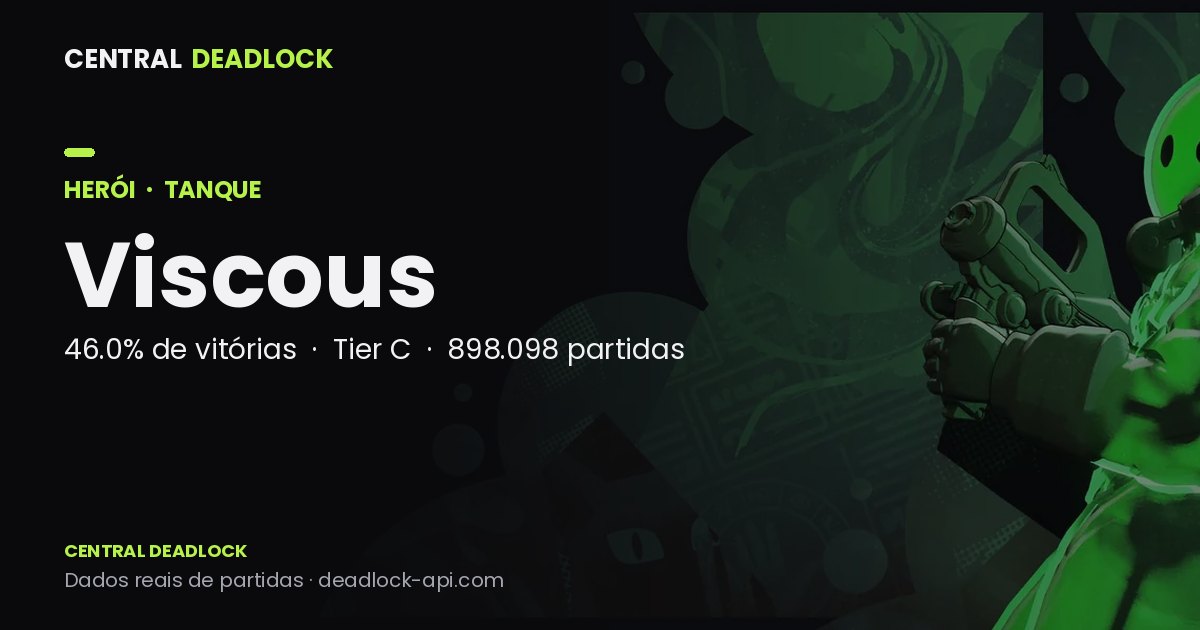 CENTRAL DEADLOCK
HERÓI · TANQUE
Viscous
46.0% de vitórias · Tier C · 898.098 partidas
CENTRAL DEADLOCK
Dados reais de partidas · deadlock-api.com